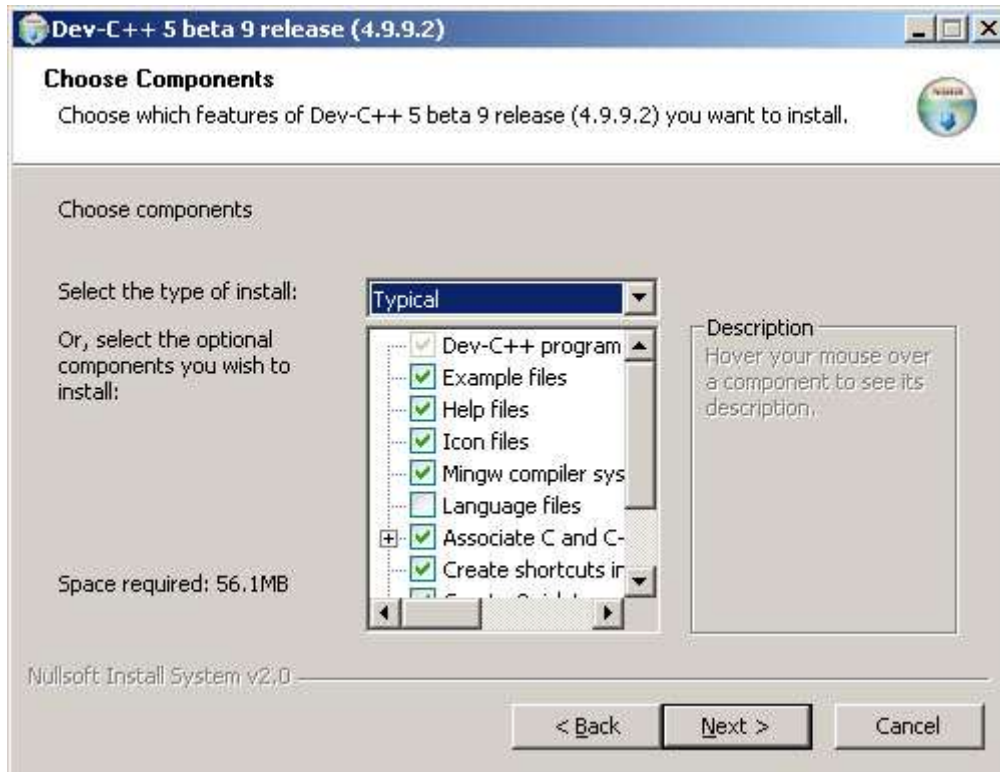 Dev-C++ 5 beta 9 release (4.9.9.2)
Choose Components
Choose which features of Dev-C++ 5 beta 9 release (4.9.9.2) you want to install.
Choose components
Select the type of install:
Typical
Or, select the optional
components you wish to
install:
Dev-C++ program
Example files
Help files
Icon files
Mingw compiler sys
Language files
Associate C and C-
Create shortcuts in
Description
Hover your mouse over
a component to see its
description.
Space required: 56.1MB
Nullsoft Install System v2.0
< Back
Next >
Cancel